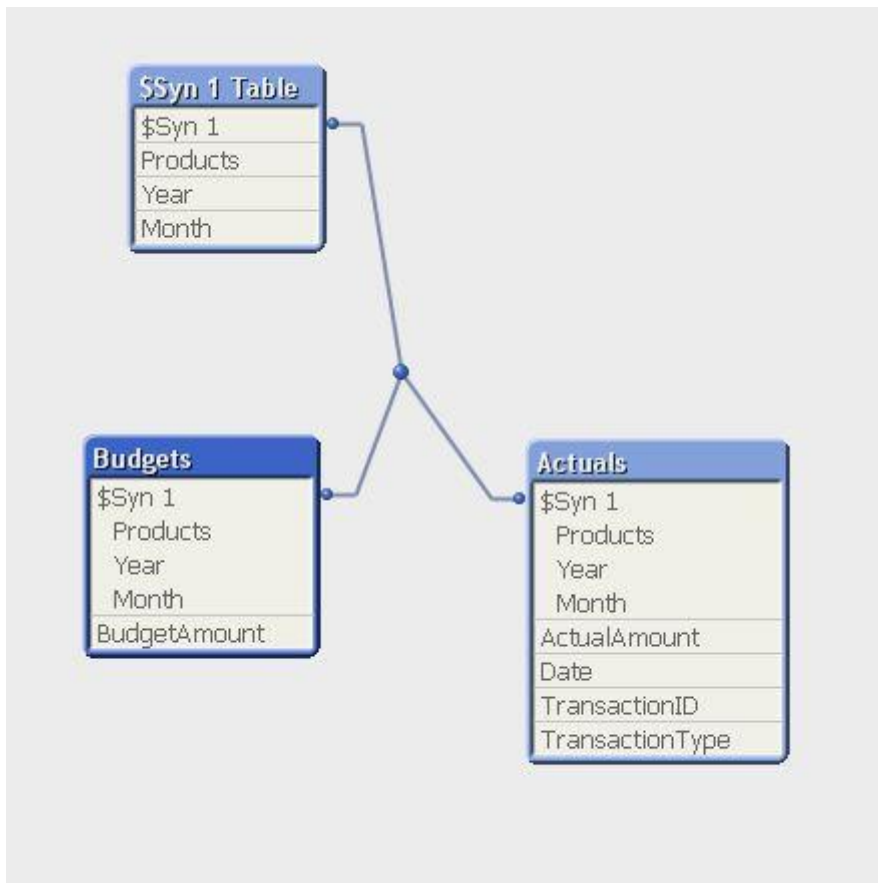 $Syn 1 Table
$Syn 1
Products
Year
Month
Budgets
$Syn 1
Products
Year
Month
BudgetAmount
Actuals
$Syn 1
Products
Year
Month
ActualAmount
Date
TransactionID
TransactionType